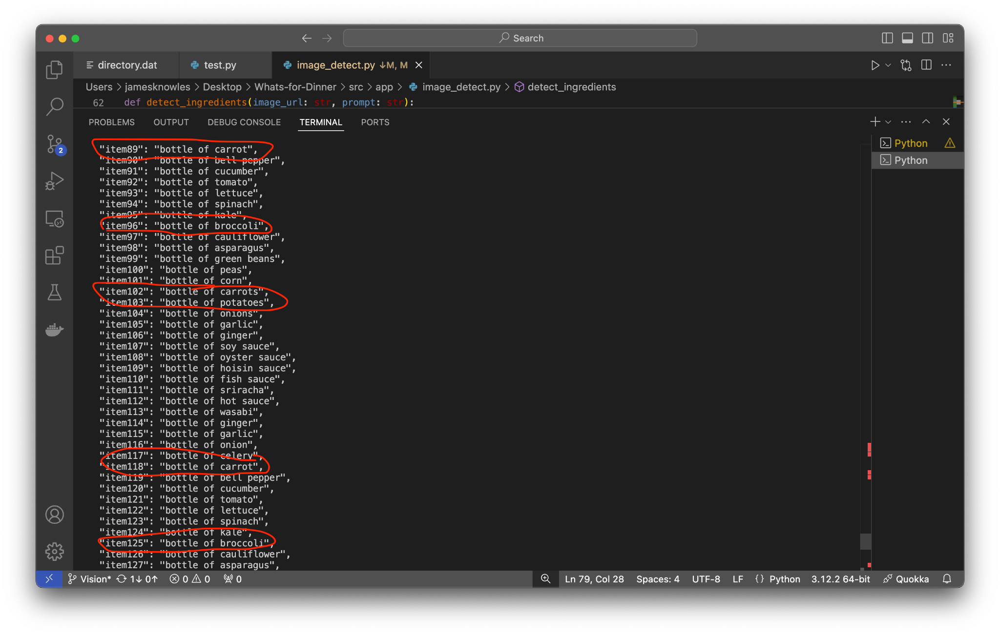 Search
directory.dat
test.py
image_detect.py ↓M, M
Users > jamesknowles > Desktop > Whats-for-Dinner > src > app > image_detect.py > detect_ingredients
62 def detect_ingredients(image_url: str, prompt: str):
PROBLEMS OUTPUT DEBUG CONSOLE TERMINAL PORTS
"item89": "bottle of carrot",
"item90": "bottle of bell pepper",
"item91": "bottle of cucumber",
"item92": "bottle of tomato",
"item93": "bottle of lettuce",
"item94": "bottle of spinach",
"item95": "bottle of kale",
"item96": "bottle of broccoli",
"item97": "bottle of cauliflower",
"item98": "bottle of asparagus",
"item99": "bottle of green beans",
"item100": "bottle of peas",
"item101": "bottle of corn",
"item102": "bottle of carrots",
"item103": "bottle of potatoes",
"item104": "bottle of onions",
"item105": "bottle of garlic",
"item106": "bottle of ginger",
"item107": "bottle of soy sauce",
"item108": "bottle of oyster sauce",
"item109": "bottle of hoisin sauce",
"item110": "bottle of fish sauce",
"item111": "bottle of sriracha",
"item112": "bottle of hot sauce",
"item113": "bottle of wasabi",
"item114": "bottle of ginger",
"item115": "bottle of garlic",
"item116": "bottle of onion",
"item117": "bottle of celery",
"item118": "bottle of carrot",
"item119": "bottle of bell pepper",
"item120": "bottle of cucumber",
"item121": "bottle of tomato",
"item122": "bottle of lettuce",
"item123": "bottle of spinach",
"item124": "bottle of kale",
"item125": "bottle of broccoli",
"item126": "bottle of cauliflower",
"item127": "bottle of asparagus",
Python
Python
2
Vision* 1↓ 0↑ 0 0 0 Ln 79, Col 28 Spaces: 4 UTF-8 LF {} Python 3.12.2 64-bit Quokka